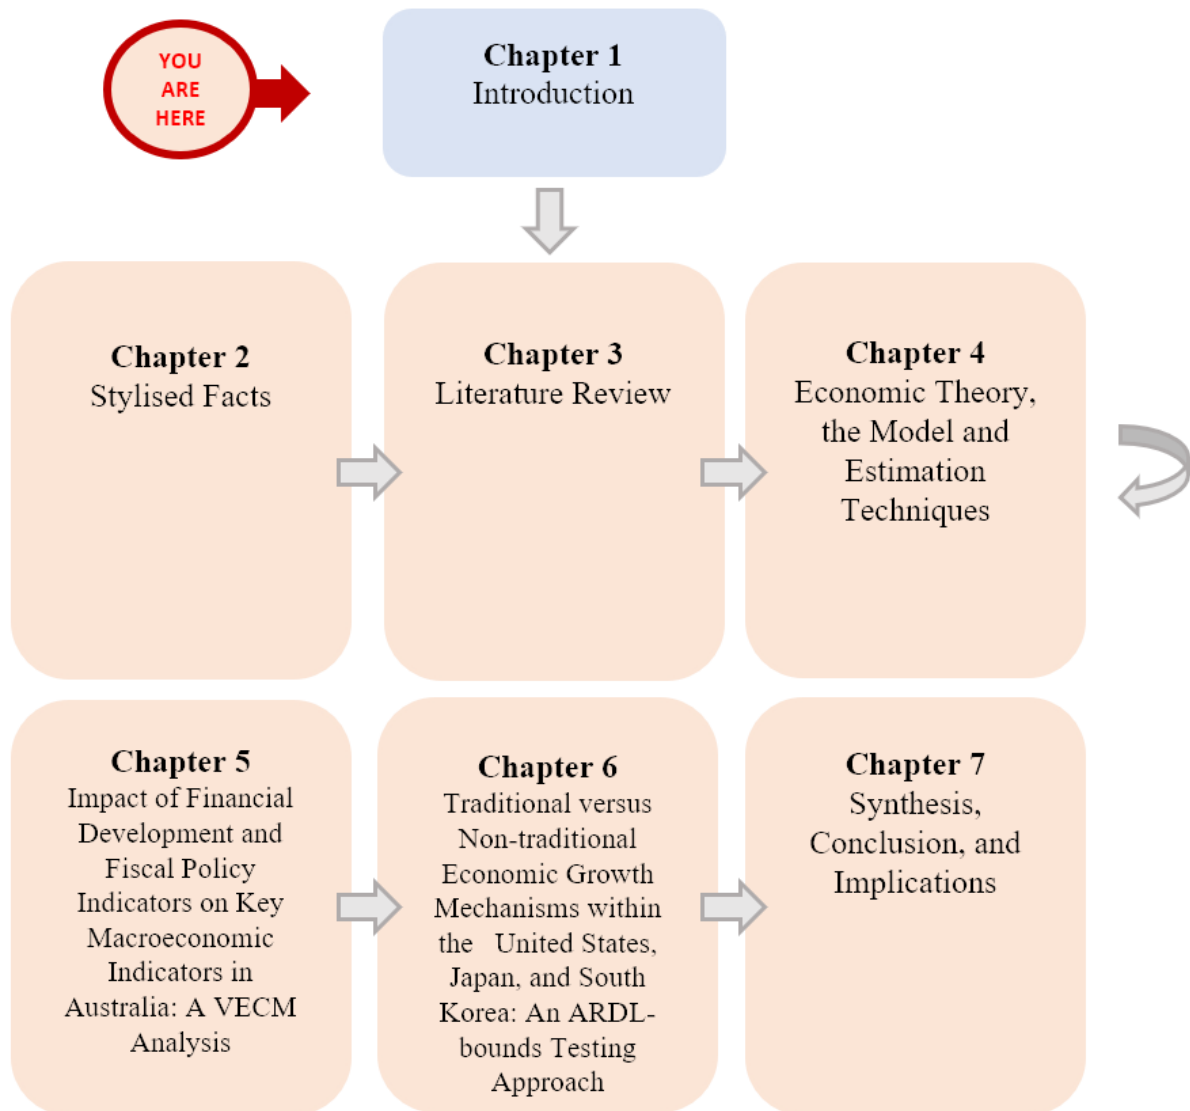 YOU
ARE
HERE
Chapter 1
Introduction
Chapter 2
Stylised Facts
Chapter 3
Literature Review
Chapter 4
Economic Theory,
the Model and
Estimation
Techniques
Chapter 5
Impact of Financial
Development and
Fiscal Policy
Indicators on Key
Macroeconomic
Indicators in
Australia: A VECM
Analysis
Chapter 6
Traditional versus
Non-traditional
Economic Growth
Mechanisms within
the United States,
Japan, and South
Korea: An ARDL-
bounds Testing
Approach
Chapter 7
Synthesis,
Conclusion, and
Implications